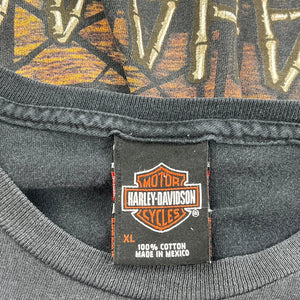 MOTOR
HARLEY-DAVIDSON
CYCLES
®
XL
100% COTTON
MADE IN MEXICO